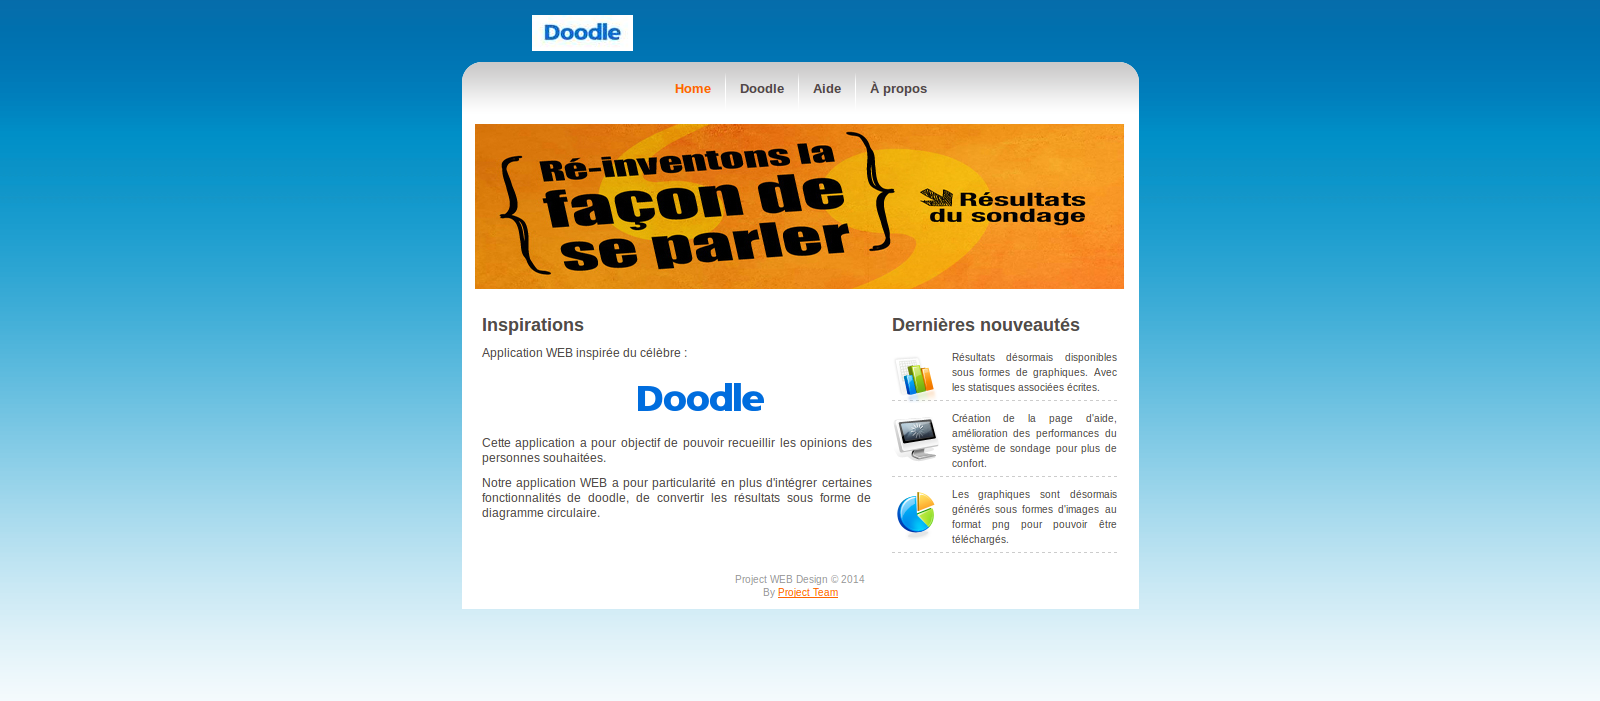 Doodle
Home
Doodle
Aide
À propos
Ré-inventons la
façon de
se parler
Résultats
du sondage
Inspirations
Application WEB inspirée du célèbre :
Doodle
Cette application a pour objectif de pouvoir recueillir les opinions des
personnes souhaitées.
Notre application WEB a pour particularité en plus d'intégrer certaines
fonctionnalités de doodle, de convertir les résultats sous forme de
diagramme circulaire.
Dernières nouveautés
Résultats désormais disponibles
sous formes de graphiques. Avec
les statisques associées écrites.
Création de la page d'aide,
amélioration des performances du
système de sondage pour plus de
confort.
Les graphiques sont désormais
générés sous formes d'images au
format png pour pouvoir être
téléchargés.
Project WEB Design © 2014
By Project Team